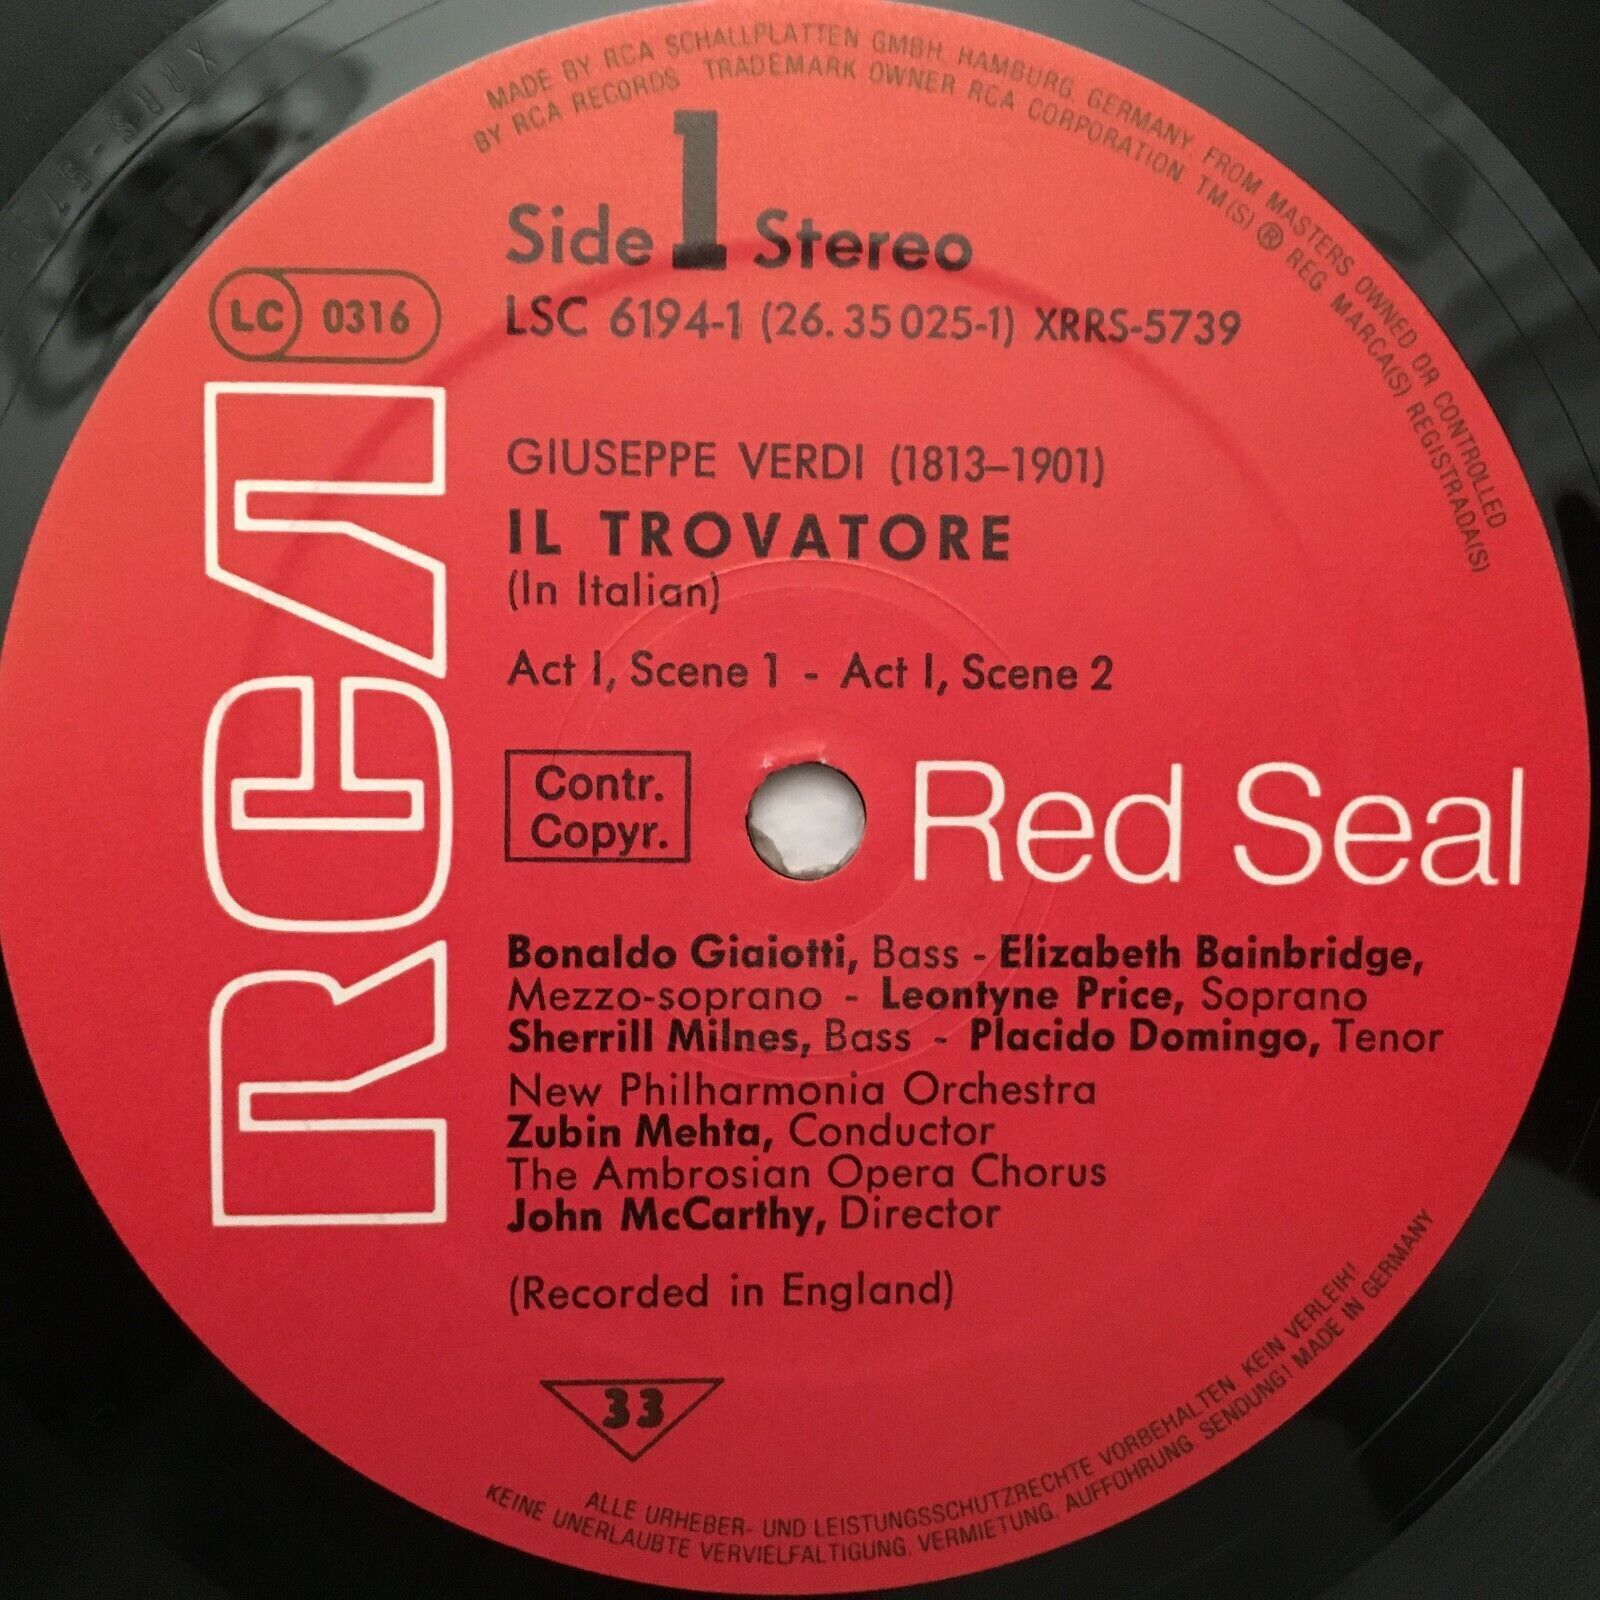 MADE BY RCA SCHALLPLATTEN GMBH, HAMBURG, GERMANY, FROM MASTERS OWNED OR CONTROLLED
BY RCA RECORDS TRADEMARK OWNER RCA CORPORATION TM(S) ® REG. MARCA(S) REGISTRADA(S)
Side 1 Stereo
LC 0316
LSC 6194-1 (26.35 025-1) XRRS-5739
RCA
GIUSEPPE VERDI (1813–1901)
IL TROVATORE
(In Italian)
Act I, Scene 1 - Act I, Scene 2
Contr.
Copyr.
Red Seal
Bonaldo Giaiotti, Bass - Elizabeth Bainbridge,
Mezzo-soprano - Leontyne Price, Soprano
Sherrill Milnes, Bass - Placido Domingo, Tenor
New Philharmonia Orchestra
Zubin Mehta, Conductor
The Ambrosian Opera Chorus
John McCarthy, Director
(Recorded in England)
33
ALLE URHEBER- UND LEISTUNGSSCHUTZRECHTE VORBEHALTEN. KEIN VERLEIH!
KEINE UNERLAUBTE VERVIELFALTIGUNG, VERMIETUNG, AUFFÜHRUNG, SENDUNG! MADE IN GERMANY